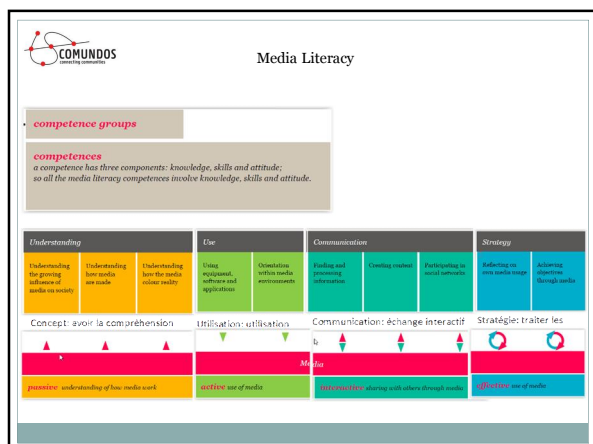 COMUNDOS
connecting communities
Media Literacy
competence groups
competences
a competence has three components: knowledge, skills and attitude;
so all the media literacy competences involve knowledge, skills and attitude.
Understanding
Use
Communication
Strategy
Understanding
the growing
influence of
media on society
Understanding
how media
are made
Understanding
how the media
colour reality
Using
equipment,
software and
applications
Orientation
within media
environments
Finding and
processing
information
Creating content
Participating in
social networks
Reflecting on
own media usage
Achieving
objectives
through media
Concept: avoir la compréhension
Utilisation: utilisation
Communication: échange interactif
Stratégie: traiter les
Media
passive understanding of how media work
active use of media
interactive sharing with others through media
effective use of media